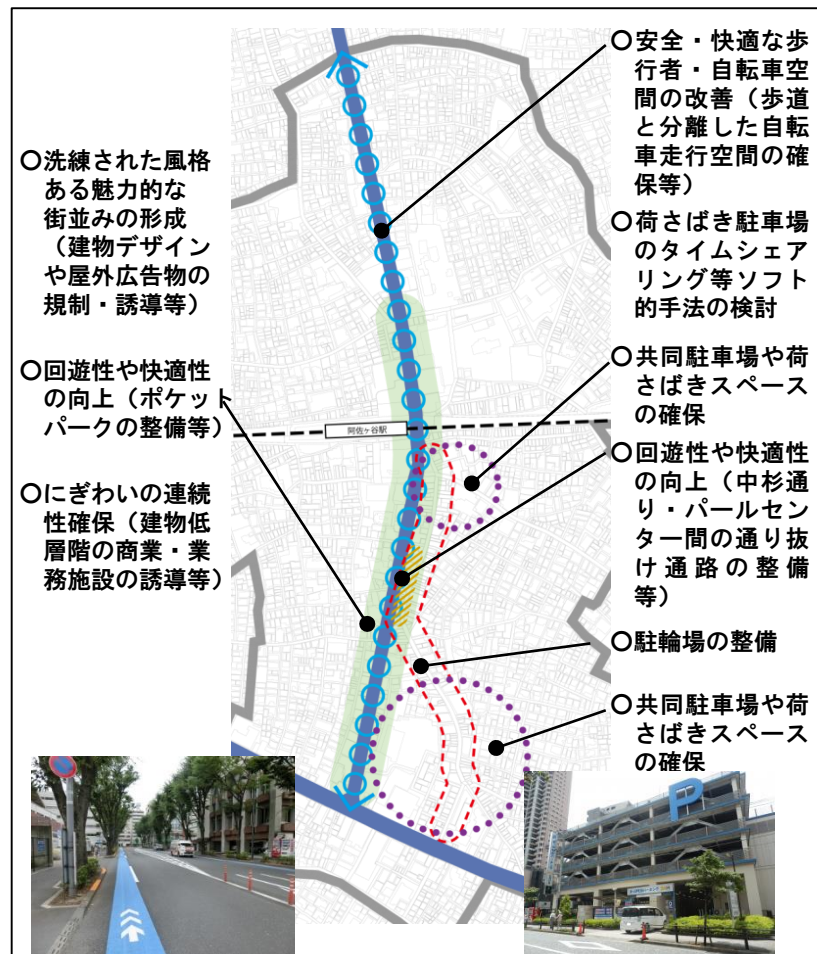 〇洗練された風格
ある魅力的な
街並みの形成
（建物デザイン
や屋外広告物の
規制・誘導等）
〇回遊性や快適性
の向上（ポケット
パークの整備等）
〇にぎわいの連続
性確保（建物低
層階の商業・業
務施設の誘導等）
阿佐ヶ谷駅
〇安全・快適な歩
行者・自転車空
間の改善（歩道
と分離した自転
車走行空間の確
保等）
〇荷さばき駐車場
のタイムシェア
リング等ソフト
的手法の検討
〇共同駐車場や荷
さばきスペース
の確保
〇回遊性や快適性
の向上（中杉通
り・パールセン
ター間の通り抜
け通路の整備
等）
〇駐輪場の整備
〇共同駐車場や荷
さばきスペース
の確保
P